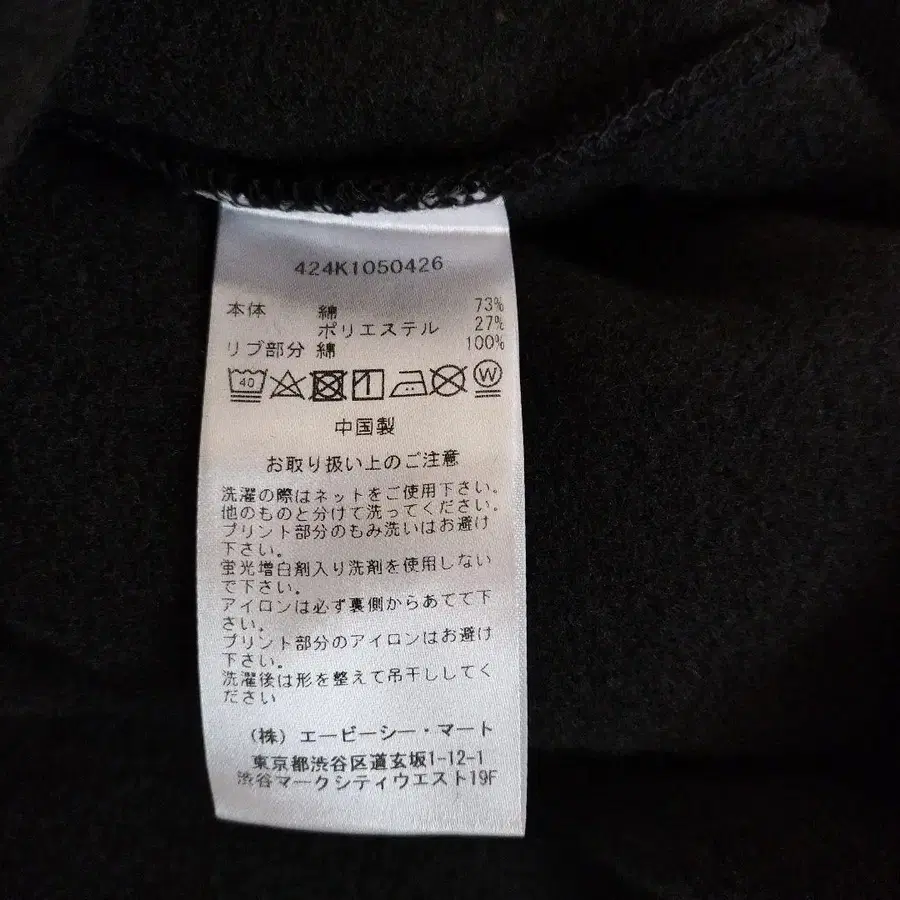 424K1050426
本体 綿 73%
ポリエステル 27%
リブ部分 綿 100%
40 W
中国製
お取り扱い上のご注意
洗濯の際はネットをご使用下さい。
他のものと分けて洗ってください。
プリント部分のもみ洗いはお避け
下さい。
蛍光増白剤入り洗剤を使用しない
で下さい。
アイロンは必ず裏側からあてて下
さい。
プリント部分のアイロンはお避け
下さい。
洗濯後は形を整えて吊干ししてく
ださい
(株) エービーシー・マート
東京都渋谷区道玄坂1-12-1
渋谷マークシティウエスト19F